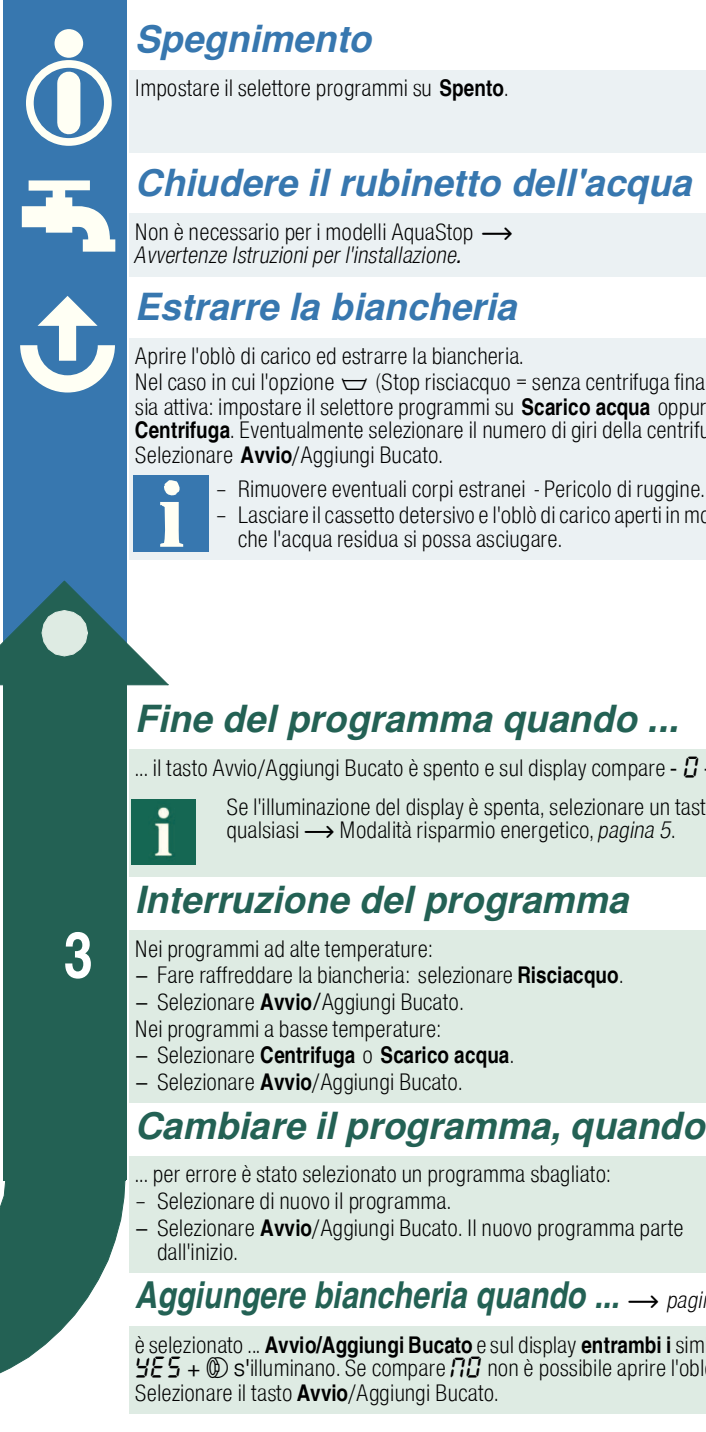 Spegnimento
Impostare il selettore programmi su Spento.
Chiudere il rubinetto dell'acqua
Non è necessario per i modelli AquaStop ⟶
Avvertenze Istruzioni per l'installazione.
Estrarre la biancheria
Aprire l'oblò di carico ed estrarre la biancheria.
Nel caso in cui l'opzione (Stop risciacquo = senza centrifuga
sia attiva: impostare il selettore programmi su Scarico acqua
Centrifuga. Eventualmente selezionare il numero di giri della
Selezionare Avvio/Aggiungi Bucato.
i
– Rimuovere eventuali corpi estranei - Pericolo di ruggine.
– Lasciare il cassetto detersivo e l'oblò di carico aperti in
che l'acqua residua si possa asciugare.
Fine del programma quando ...
... il tasto Avvio/Aggiungi Bucato è spento e sul display compare - 0 -
i
Se l'illuminazione del display è spenta, selezionare un
qualsiasi ⟶ Modalità risparmio energetico, pagina 5.
Interruzione del programma
3
Nei programmi ad alte temperature:
– Fare raffreddare la biancheria: selezionare Risciacquo.
– Selezionare Avvio/Aggiungi Bucato.
Nei programmi a basse temperature:
– Selezionare Centrifuga o Scarico acqua.
– Selezionare Avvio/Aggiungi Bucato.
Cambiare il programma, quando
... per errore è stato selezionato un programma sbagliato:
– Selezionare di nuovo il programma.
– Selezionare Avvio/Aggiungi Bucato. Il nuovo programma parte
dall'inizio.
Aggiungere biancheria quando ... ⟶
è selezionato ... Avvio/Aggiungi Bucato e sul display entrambi i
YES + s'illuminano. Se compare NO non è possibile aprire
Selezionare il tasto Avvio/Aggiungi Bucato.